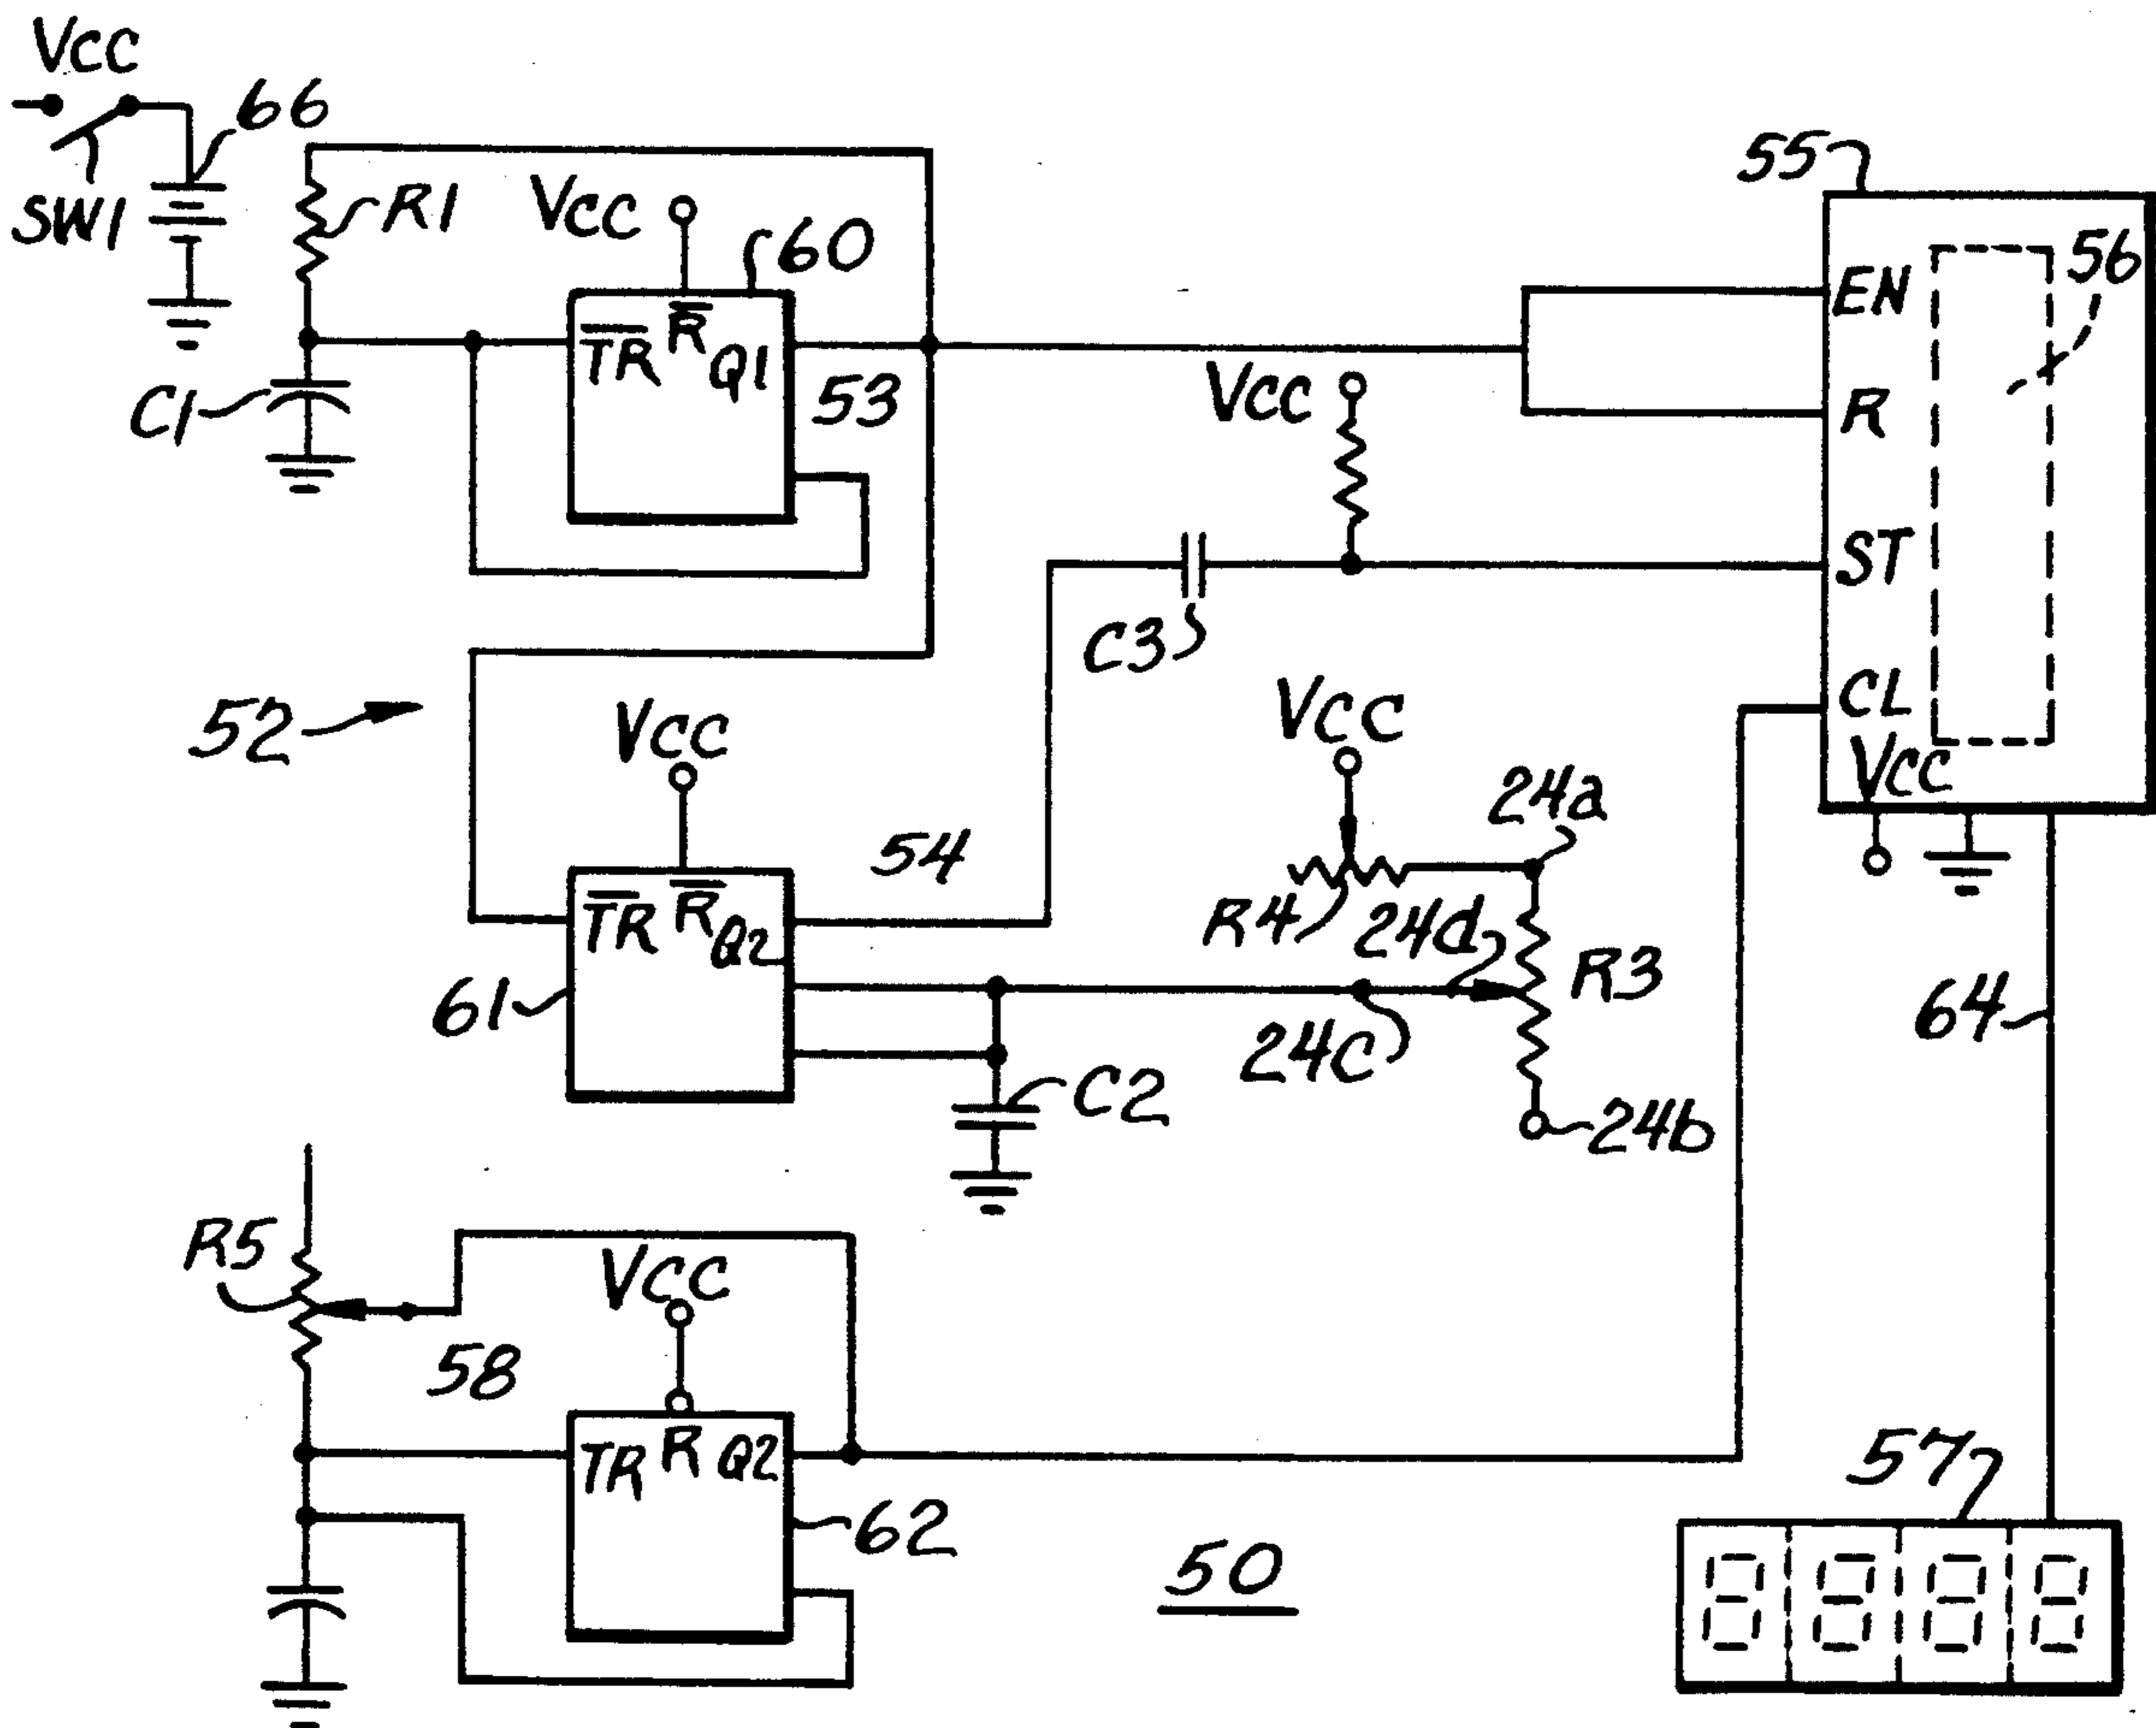 VCC
66
SW1
R1
VCC
60
T̅R̅ R̅ Q1
53
C1
55
56
EN
R
ST
CL
VCC
VCC
C3
52
VCC
54
T̅R̅ R̅ Q2
61
VCC
24a
R4
24d
R3
24c
24b
C2
64
R5
58
VCC
TR R̅ Q2
62
50
57
8888